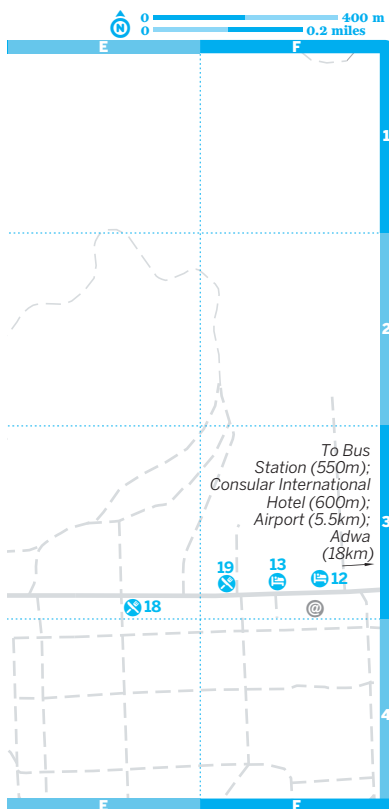 N
0 400 m
0 0.2 miles
E F
1
2
To Bus
Station (550m);
Consular International
Hotel (600m);
Airport (5.5km);
Adwa
(18km)
3
19 13 12
18 @
4
E F